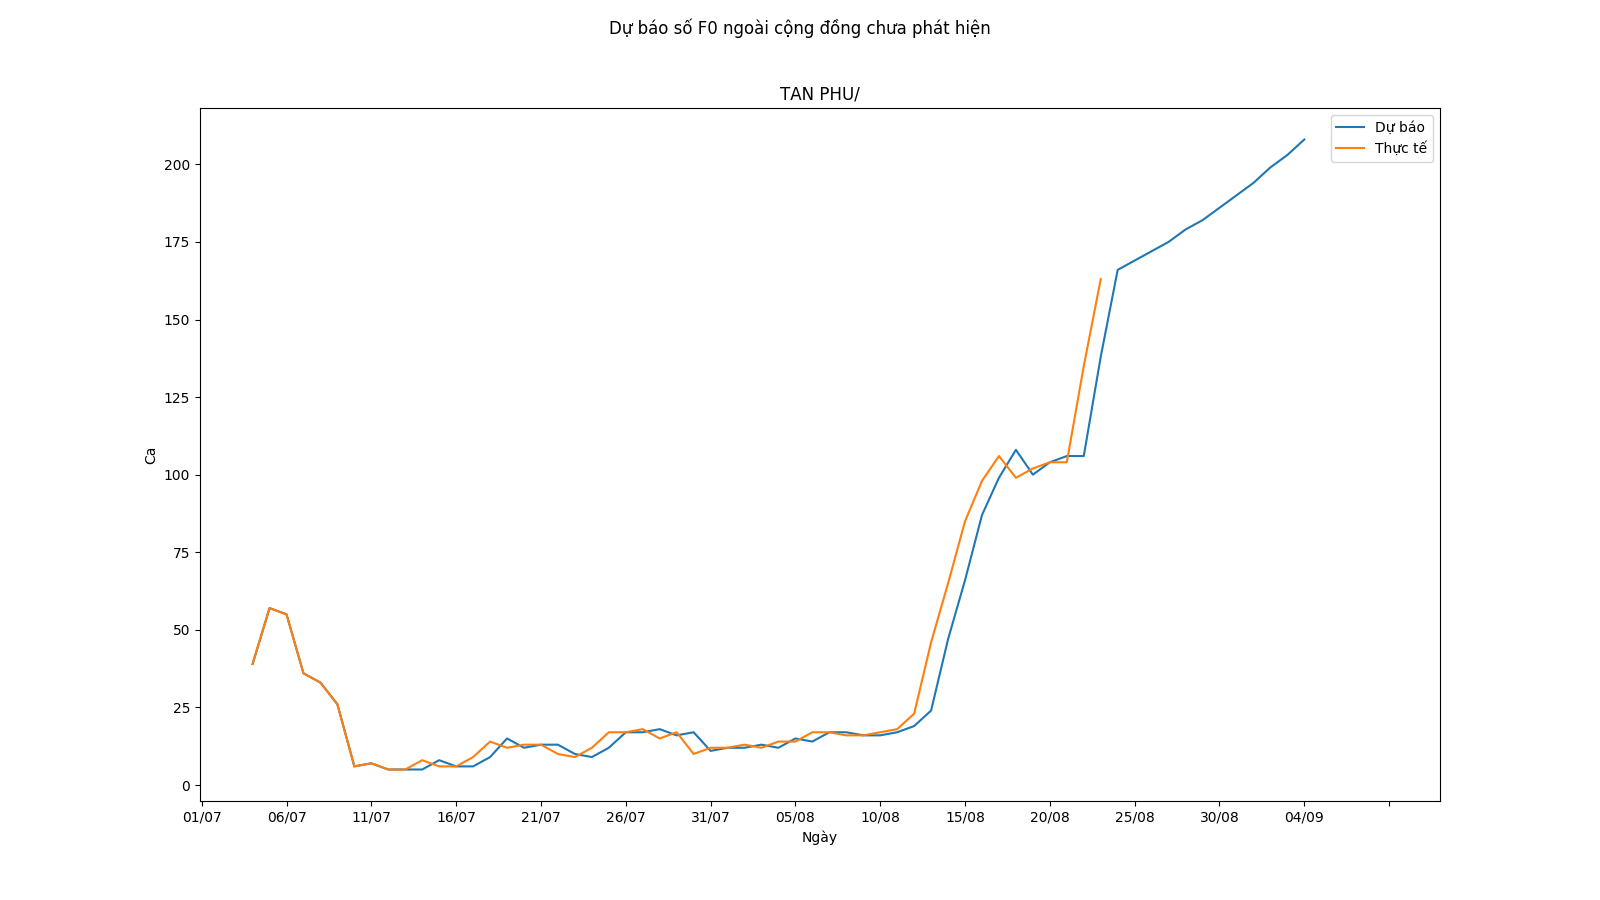 Dự báo số F0 ngoài cộng đồng chưa phát hiện
TAN PHU/
Dự báo
Thực tế
200
175
150
125
100
75
50
25
0
Ca
01/07 06/07 11/07 16/07 21/07 26/07 31/07 05/08 10/08 15/08 20/08 25/08 30/08 04/09
Ngày